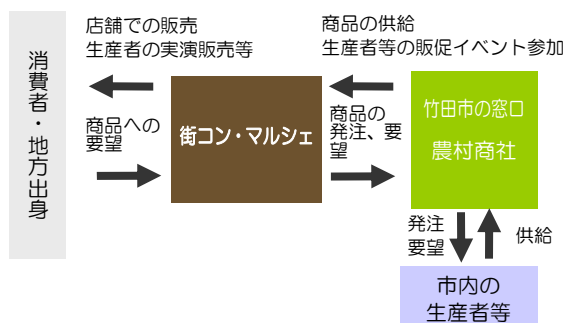 消費者・地方出身
店舗での販売
生産者の実演販売等
商品への
要望
街コン・マルシェ
商品の供給
生産者等の販促イベント参加
商品の
発注、要
望
竹田市の窓口
農村商社
発注
要望
供給
市内の
生産者等